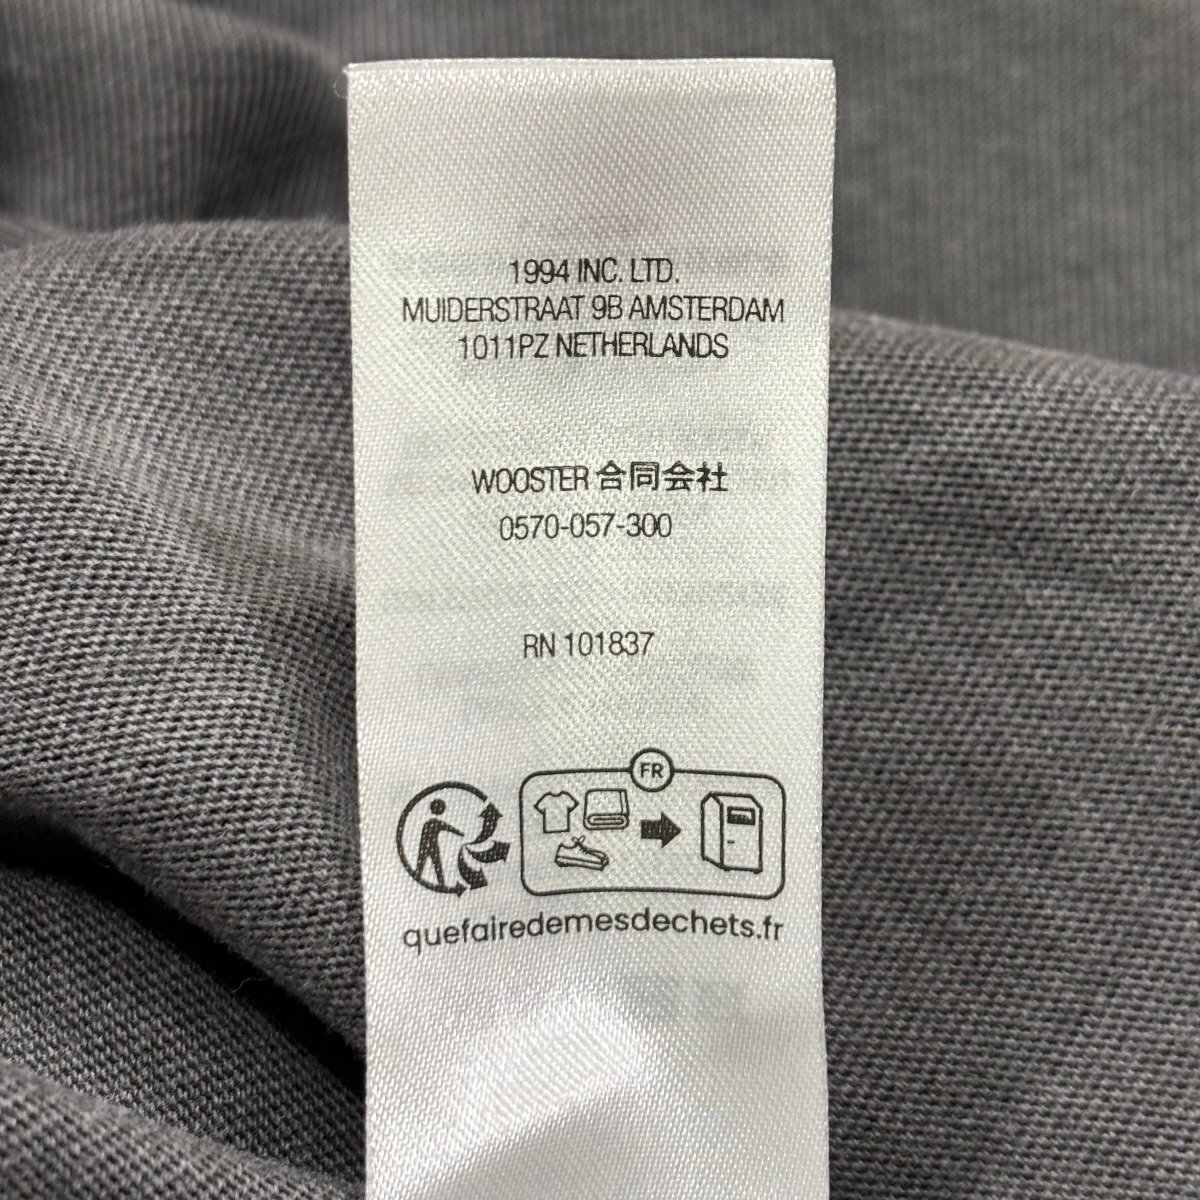 1994 INC. LTD.
MUIDERSTRAAT 9B AMSTERDAM
1011PZ NETHERLANDS
WOOSTER 合同会社
0570-057-300
RN 101837
FR
quefairedemesdechets.fr